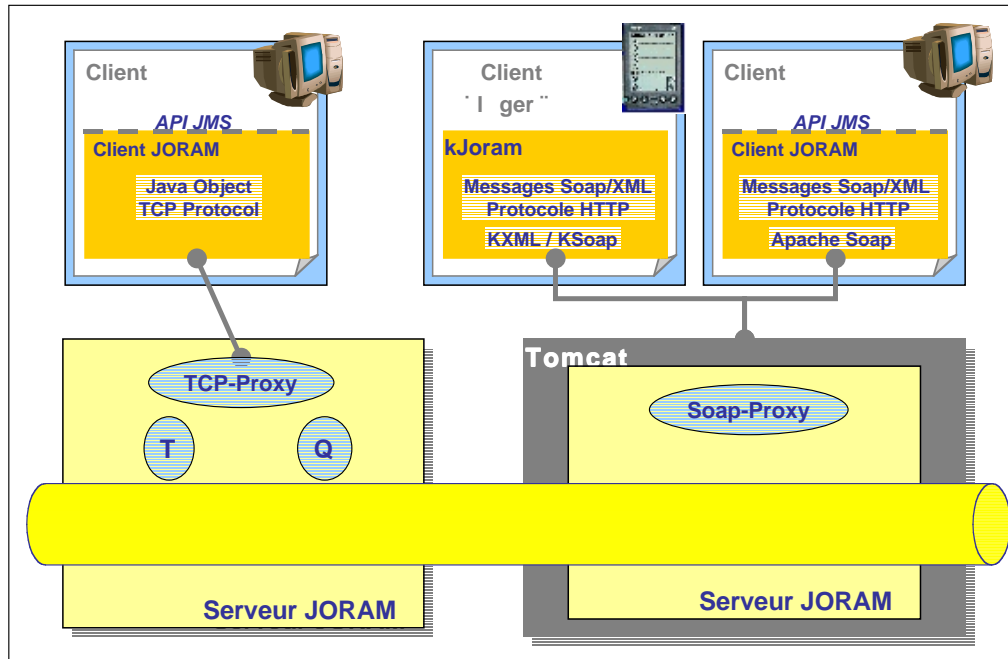 Client
API JMS
Client JORAM
Java Object
TCP Protocol
Client
¨ l ger ¨
kJoram
Messages Soap/XML
Protocole HTTP
KXML / KSoap
Client
API JMS
Client JORAM
Messages Soap/XML
Protocole HTTP
Apache Soap
TCP-Proxy
T
Q
Serveur JORAM
Tomcat
Soap-Proxy
Serveur JORAM